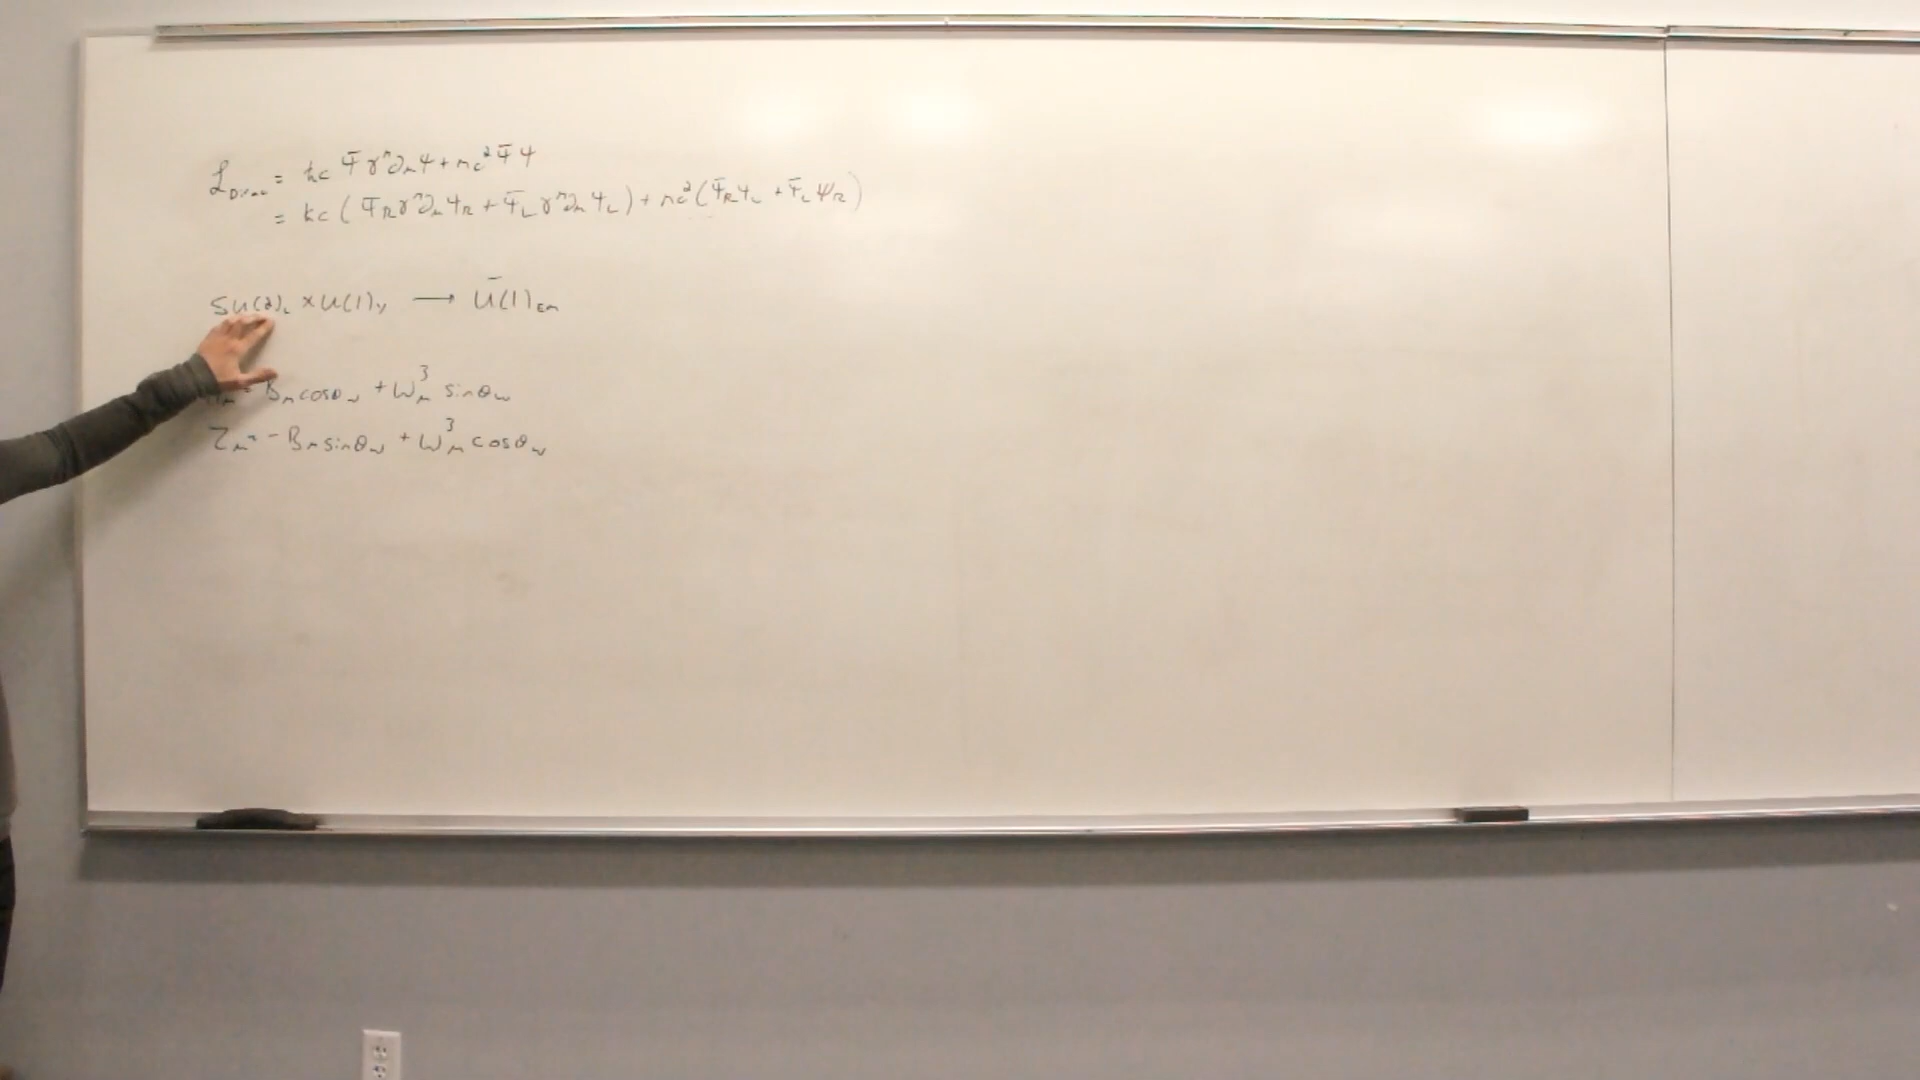 ℒ_Dirac = ħc Ψ̄ γ^μ ∂_μ Ψ + mc² Ψ̄ Ψ
= ħc ( Ψ̄_R γ^μ ∂_μ Ψ_R + Ψ̄_L γ^μ ∂_μ Ψ_L ) + mc² ( Ψ̄_R Ψ_L + Ψ̄_L Ψ_R )
SU(2)_L × U(1)_Y → U(1)_EM
= B_μ cosθ_w + W_μ^3 sinθ_w
Z_μ = - B_μ sinθ_w + W_μ^3 cosθ_w